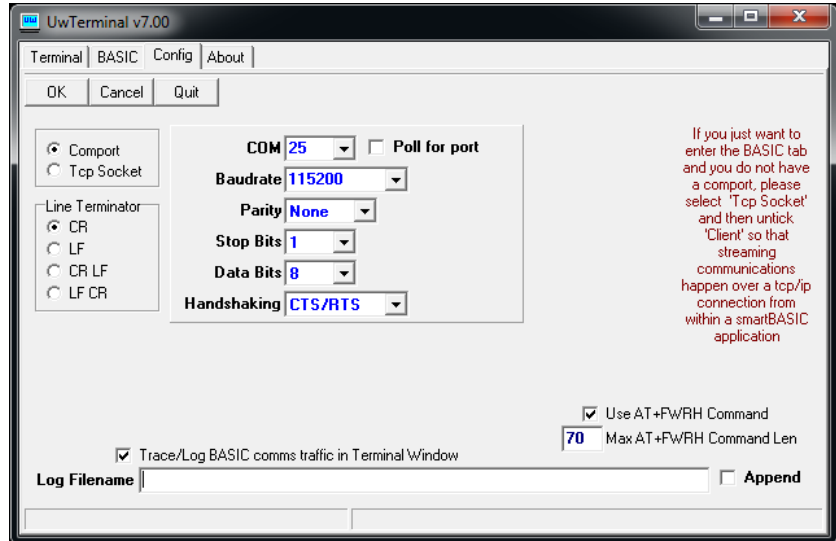 UwTerminal v7.00
Terminal BASIC Config About
OK Cancel Quit
Comport
Tcp Socket
Line Terminator
CR
LF
CR LF
LF CR
COM 25 Poll for port
Baudrate 115200
Parity None
Stop Bits 1
Data Bits 8
Handshaking CTS/RTS
If you just want to
enter the BASIC tab
and you do not have
a comport, please
select 'Tcp Socket'
and then untick
'Client' so that
streaming
communications
happen over a tcp/ip
connection from
within a smartBASIC
application
Use AT+FWRH Command
70 Max AT+FWRH Command Len
Trace/Log BASIC comms traffic in Terminal Window
Log Filename Append